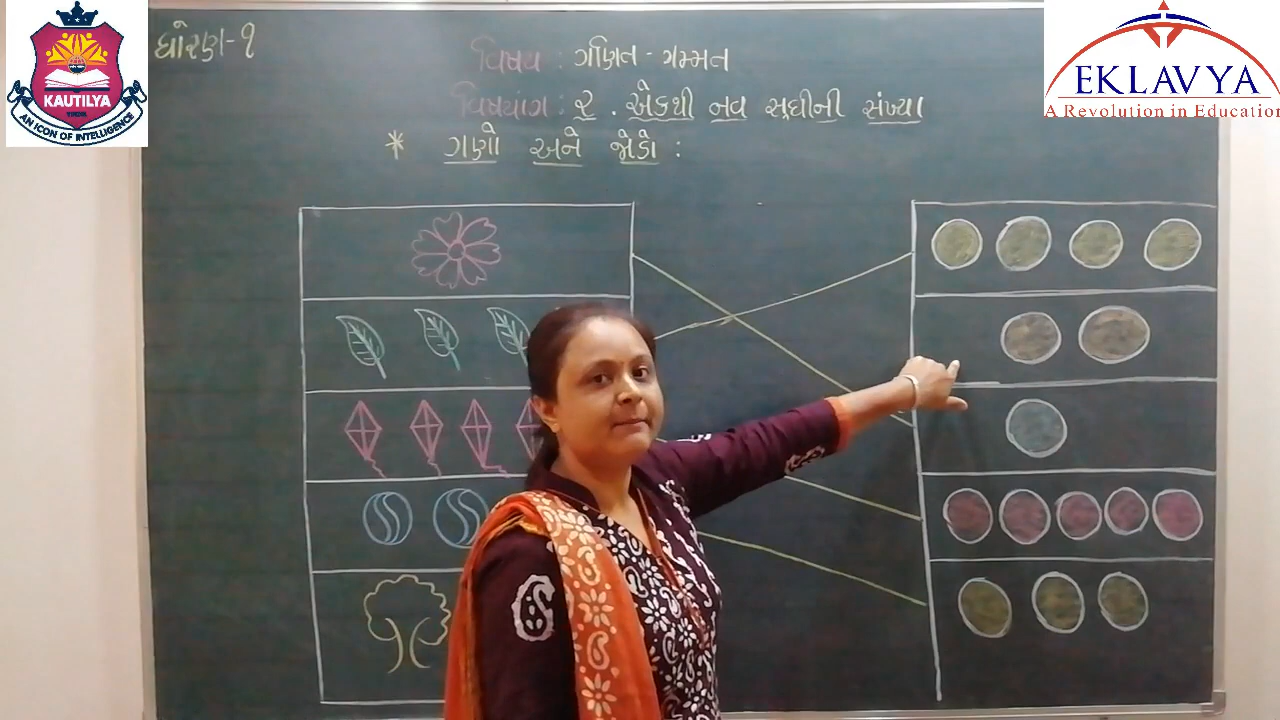 KAUTILYA
AN ICON OF INTELLIGENCE
EKLAVYA
A Revolution in Education
ધોરણ-૧
વિષય : ગણિત-ગમ્મત
વિષયાંગ : ૨. એકથી નવ સુધીની સંખ્યા
* ગણો અને જોડો :